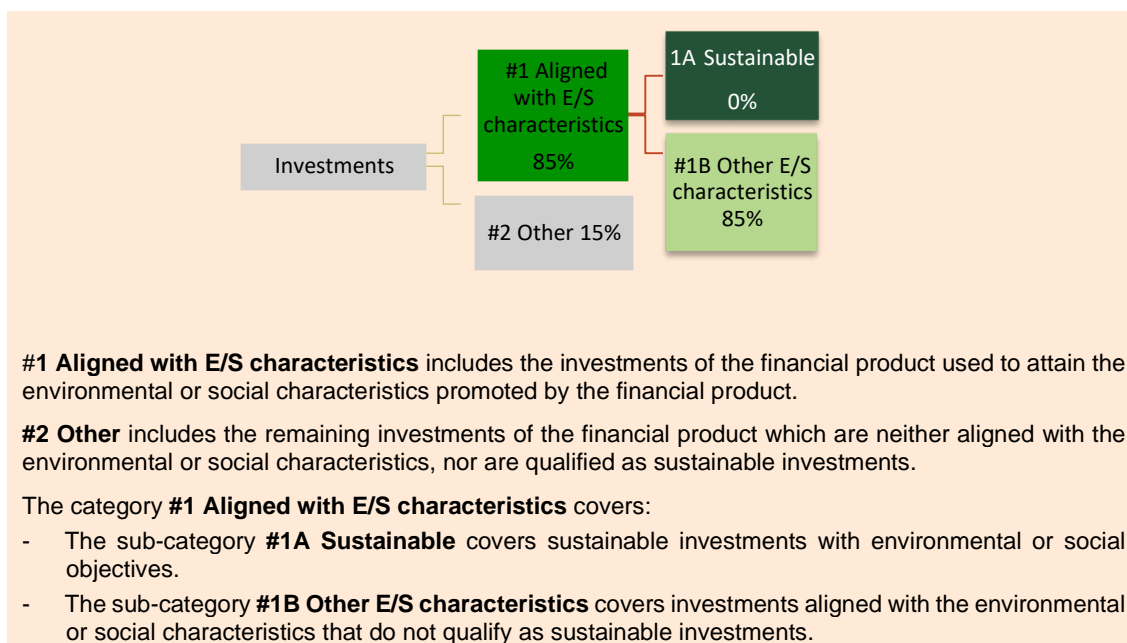 Investments
#1 Aligned
with E/S
characteristics
85%
#2 Other 15%
1A Sustainable
0%
#1B Other E/S
characteristics
85%
#1 Aligned with E/S characteristics includes the investments of the financial product used to attain the
environmental or social characteristics promoted by the financial product.
#2 Other includes the remaining investments of the financial product which are neither aligned with the
environmental or social characteristics, nor are qualified as sustainable investments.
The category #1 Aligned with E/S characteristics covers:
- The sub-category #1A Sustainable covers sustainable investments with environmental or social
objectives.
- The sub-category #1B Other E/S characteristics covers investments aligned with the environmental
or social characteristics that do not qualify as sustainable investments.